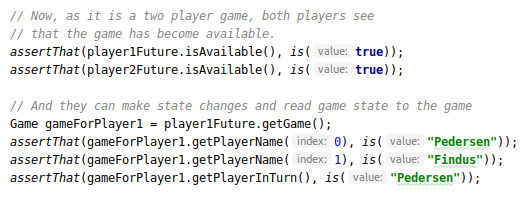 // Now, as it is a two player game, both players see
// that the game has become available.
assertThat(player1Future.isAvailable(), is( value: true));
assertThat(player2Future.isAvailable(), is( value: true));
// And they can make state changes and read game state to the game
Game gameForPlayer1 = player1Future.getGame();
assertThat(gameForPlayer1.getPlayerName( index: 0), is( value: "Pedersen"));
assertThat(gameForPlayer1.getPlayerName( index: 1), is( value: "Findus"));
assertThat(gameForPlayer1.getPlayerInTurn(), is( value: "Pedersen"));